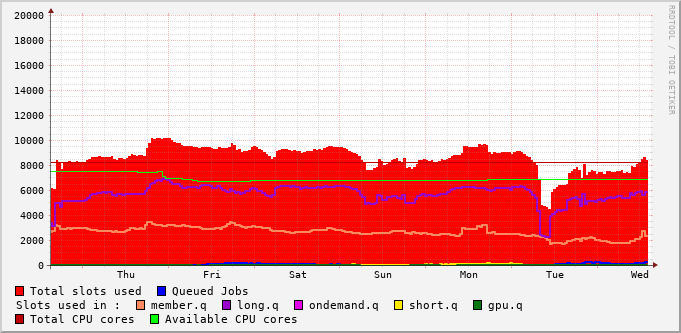 RRDTOOL / TOBI OETIKER
20000
18000
16000
14000
12000
10000
8000
6000
4000
2000
0
Thu Fri Sat Sun Mon Tue Wed
Total slots used Queued Jobs
Slots used in : member.q long.q ondemand.q short.q gpu.q
Total CPU cores Available CPU cores